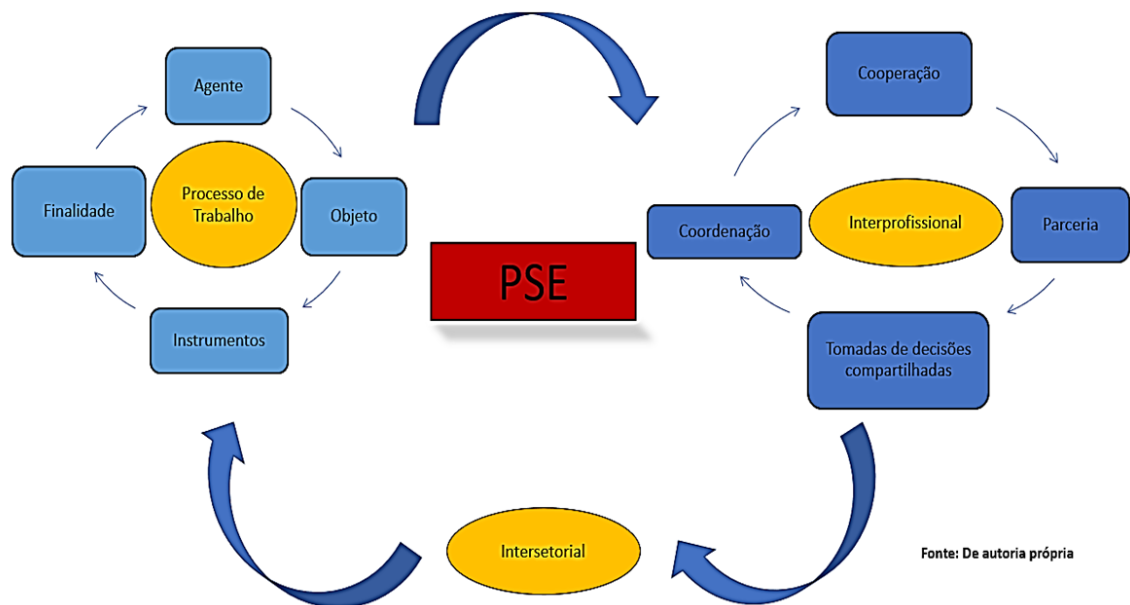 Agente
Processo de
Trabalho
Finalidade
Objeto
Instrumentos
PSE
Cooperação
Coordenação
Interprofissional
Parceria
Tomadas de decisões
compartilhadas
Intersetorial
Fonte: De autoria própria